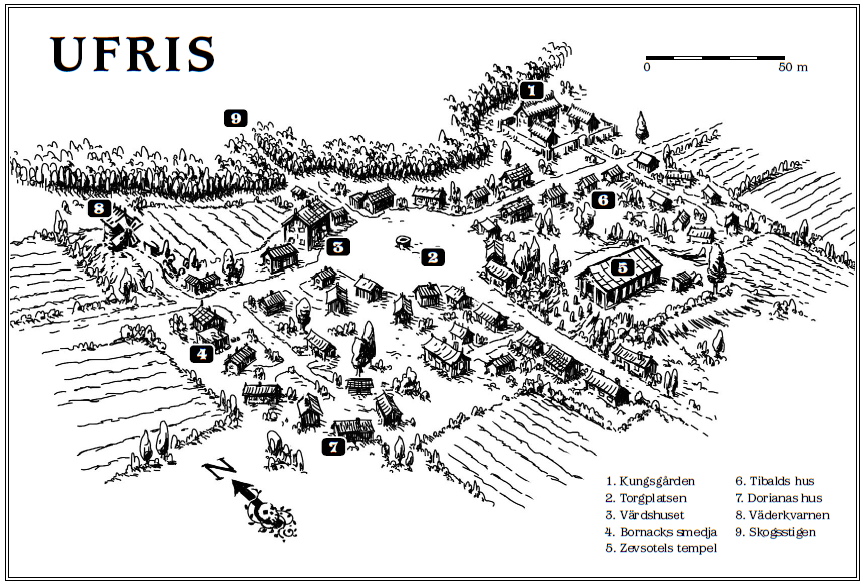 UFRIS
0 50 m
1
9
8
6
3
2
5
4
7
N
1. Kungsgården
2. Torgplatsen
3. Värdshuset
4. Bornacks smedja
5. Zevsotels tempel
6. Tibalds hus
7. Dorianas hus
8. Väderkvarnen
9. Skogsstigen